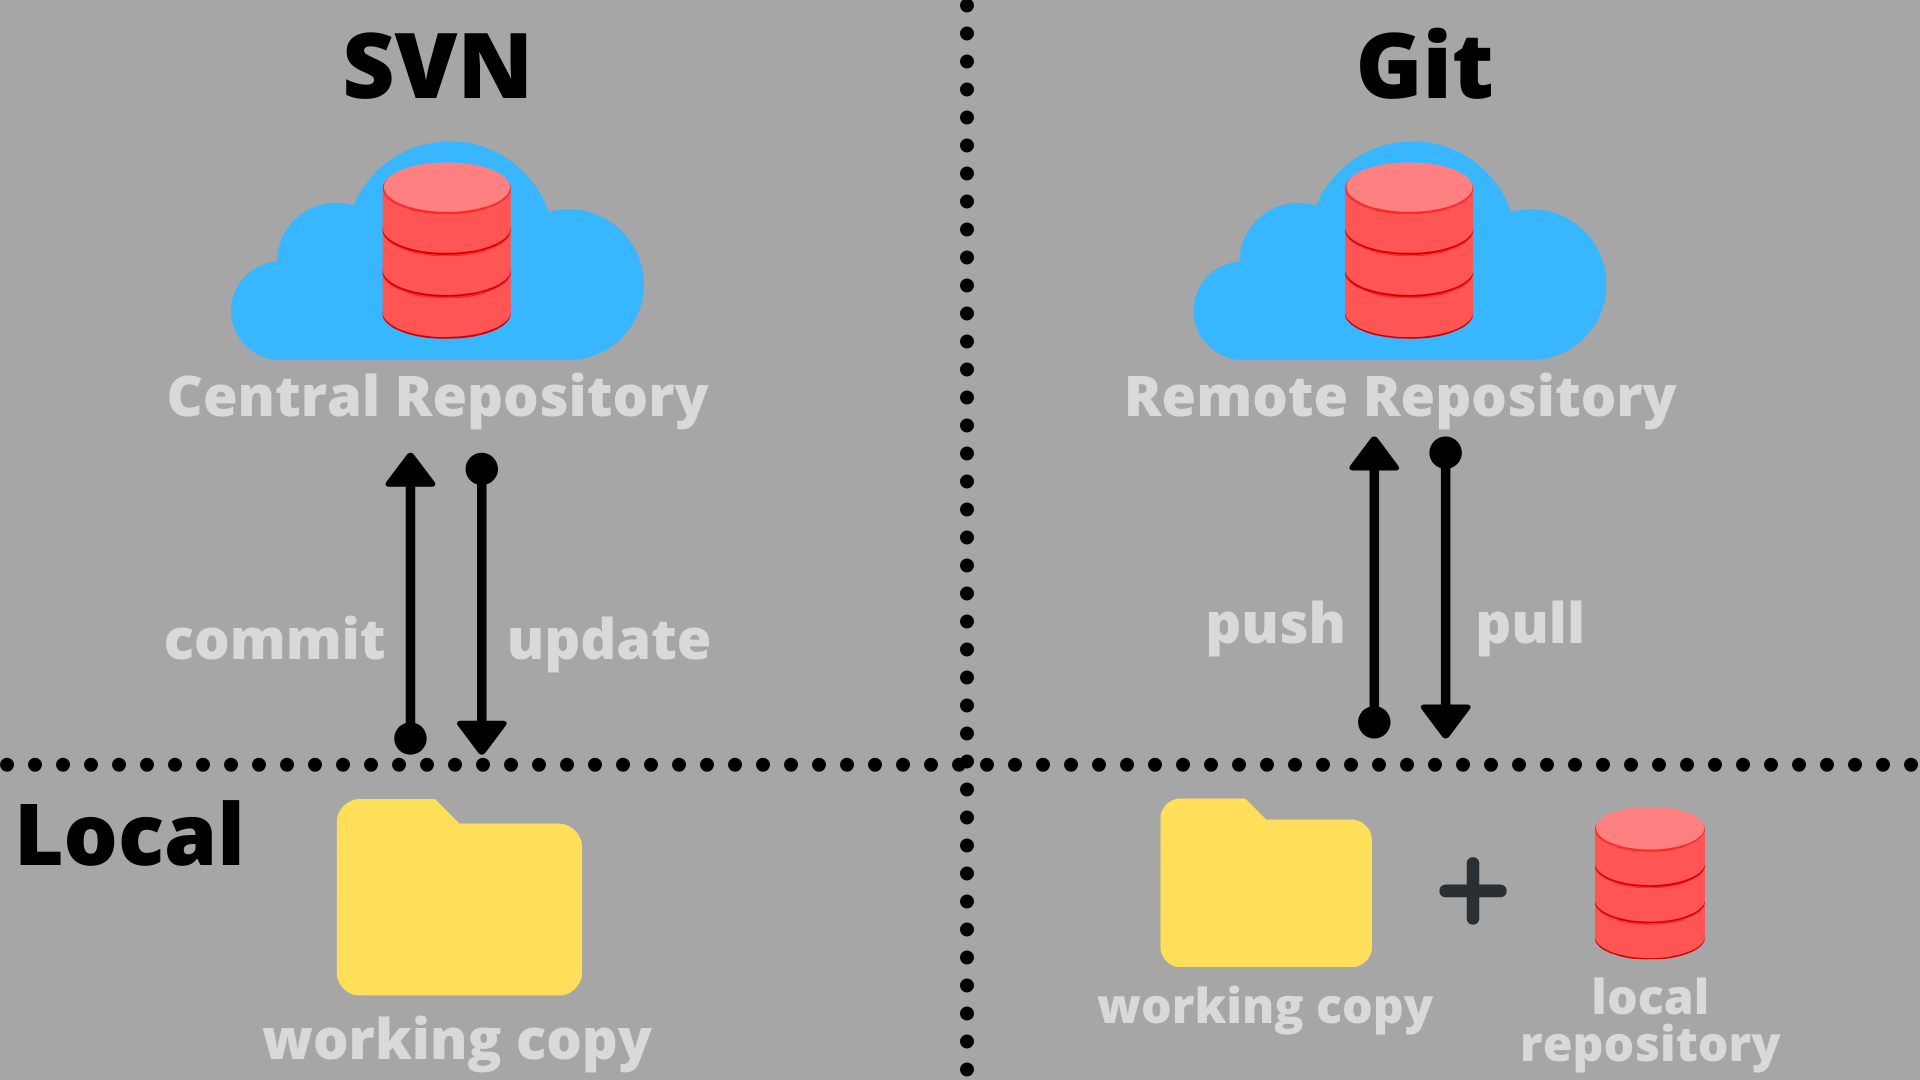 SVN
Git
Central Repository
Remote Repository
commit
update
push
pull
Local
working copy
working copy
local
repository